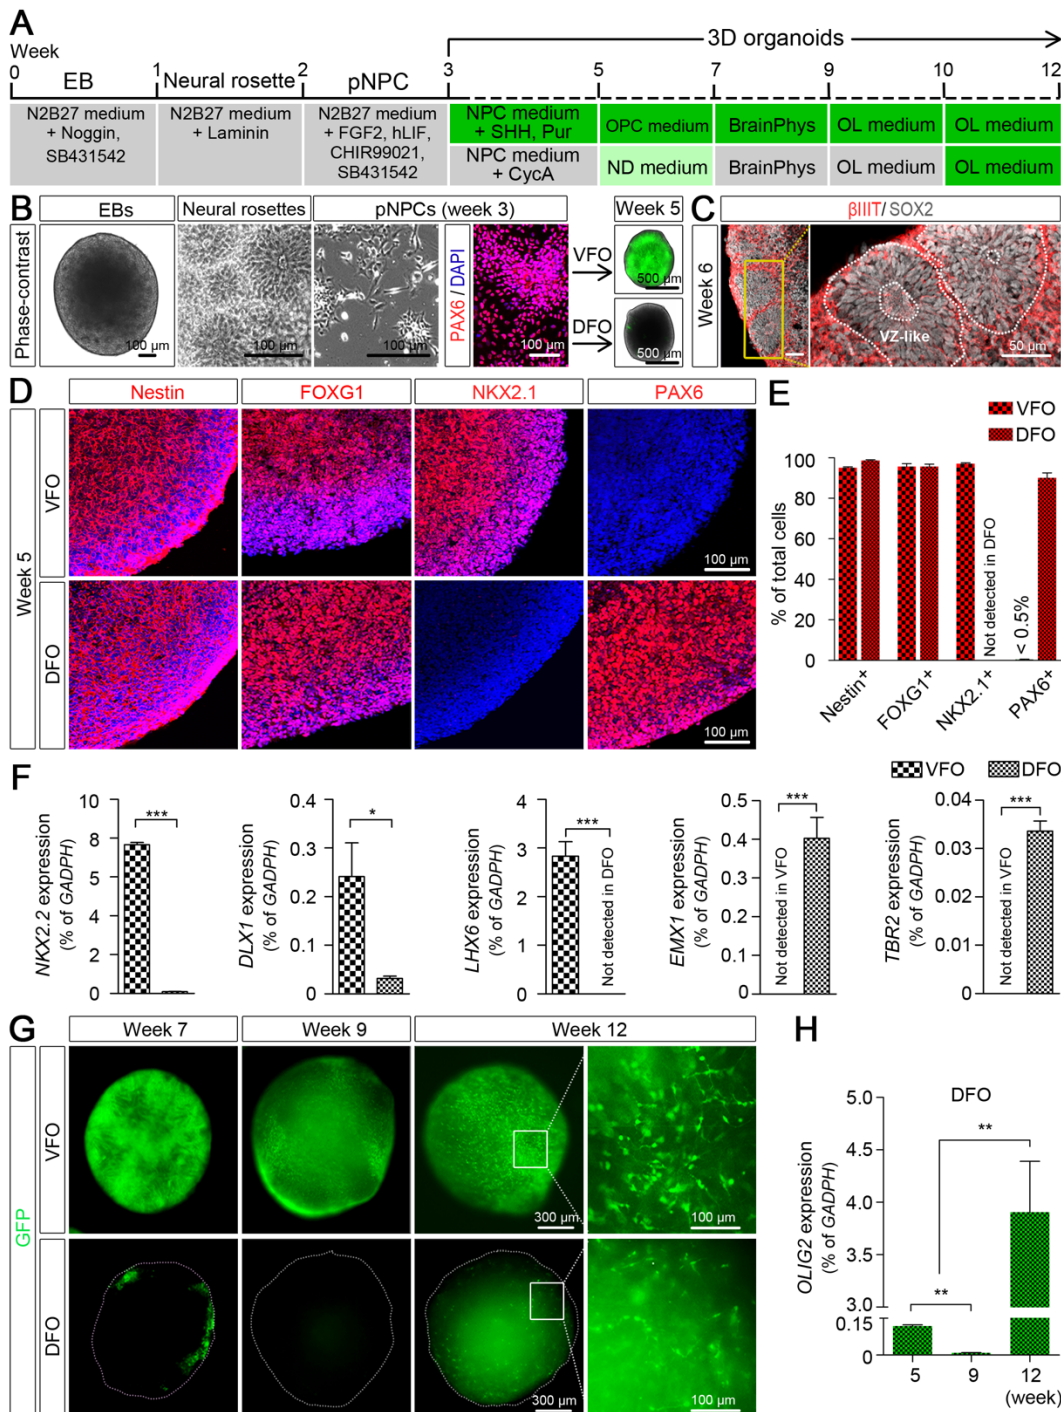 A
Week
3D organoids
0 1 2 3 5 7 9 10 12
EB
Neural rosette
pNPC
N2B27 medium
+ Noggin,
SB431542
N2B27 medium
+ Laminin
N2B27 medium
+ FGF2, hLIF,
CHIR99021,
SB431542
NPC medium
+ SHH, Pur
OPC medium
BrainPhys
OL medium
OL medium
NPC medium
+ CycA
ND medium
BrainPhys
OL medium
OL medium
B
EBs
Neural rosettes
pNPCs (week 3)
Week 5
Phase-contrast
100 µm
100 µm
100 µm
PAX6 / DAPI
100 µm
VFO
DFO
500 µm
500 µm
C
βIIIT/ SOX2
Week 6
VZ-like
50 µm
D
Nestin
FOXG1
NKX2.1
PAX6
Week 5
VFO
DFO
100 µm
100 µm
E
VFO
DFO
% of total cells
100
80
60
40
20
0
Not detected in DFO
< 0.5%
Nestin+
FOXG1+
NKX2.1+
PAX6+
F
VFO
DFO
NKX2.2 expression
(% of GADPH)
10
8
6
4
2
0
***
DLX1 expression
(% of GADPH)
0.4
0.3
0.2
0.1
0
*
LHX6 expression
(% of GADPH)
4
3
2
1
0
***
Not detected in DFO
EMX1 expression
(% of GADPH)
0.5
0.4
0.3
0.2
0.1
0
***
Not detected in VFO
TBR2 expression
(% of GADPH)
0.04
0.03
0.02
0.01
0
***
Not detected in VFO
G
Week 7
Week 9
Week 12
GFP
VFO
DFO
300 µm
100 µm
300 µm
100 µm
H
DFO
OLIG2 expression
(% of GADPH)
5.0
4.5
4.0
3.5
3.0
0.15
0
**
**
5 9 12
(week)